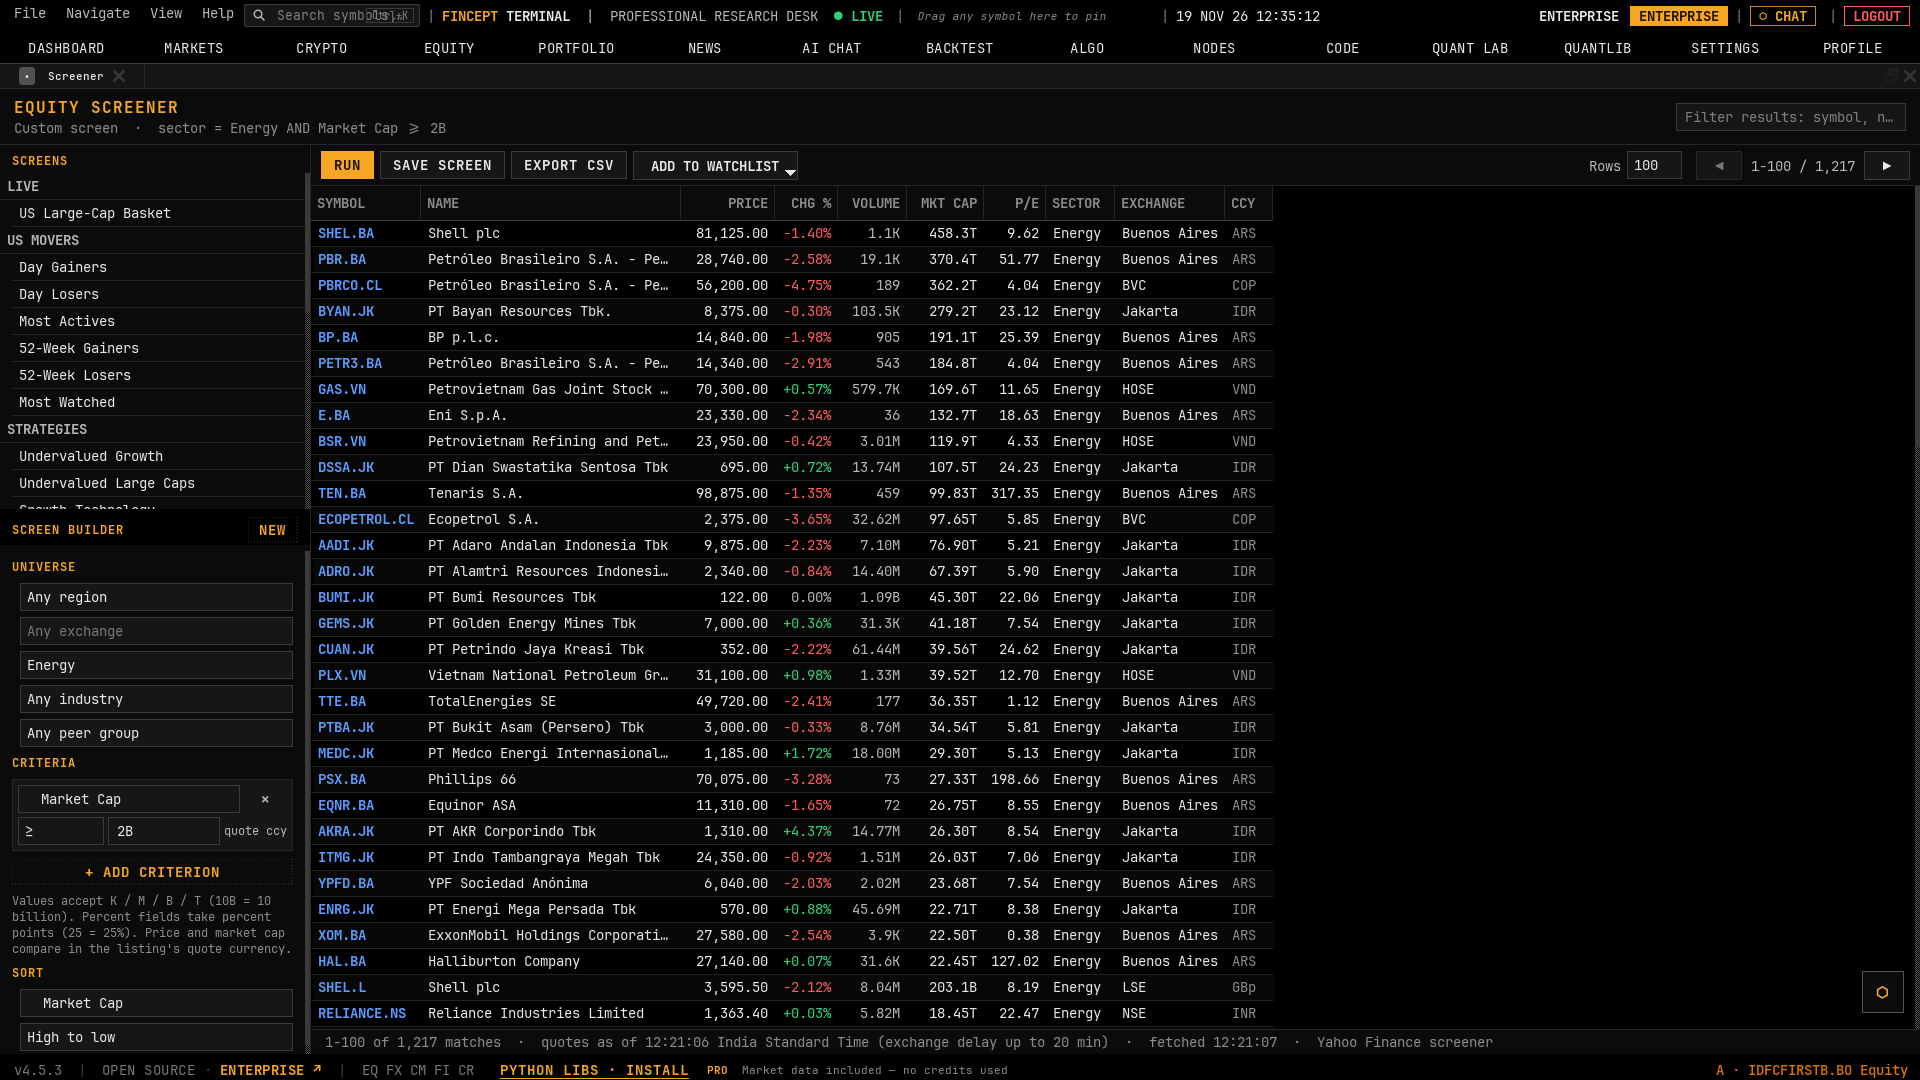 File Navigate View Help Search FINCEPT TERMINAL | PROFESSIONAL RESEARCH DESK ● LIVE | Drag any symbol here to pin | 19 NOV 26 12:35:12 ENTERPRISE ENTERPRISE | CHAT | LOGOUT
DASHBOARD MARKETS CRYPTO EQUITY PORTFOLIO NEWS AI CHAT BACKTEST ALGO NODES CODE QUANT LAB QUANTLIB SETTINGS PROFILE
Screener
EQUITY SCREENER
Custom screen · sector = Energy AND Market Cap ≥ 2B
Filter results: symbol, n…
SCREENS
LIVE
US Large-Cap Basket
US MOVERS
Day Gainers
Day Losers
Most Actives
52-Week Gainers
52-Week Losers
Most Watched
STRATEGIES
Undervalued Growth
Undervalued Large Caps
SCREEN BUILDER NEW
UNIVERSE
Any region
Any exchange
Energy
Any industry
Any peer group
CRITERIA
Market Cap ×
≥ 2B quote ccy
+ ADD CRITERION
Values accept K / M / B / T (10B = 10
billion). Percent fields take percent
points (25 = 25%). Price and market cap
compare in the listing's quote currency.
SORT
Market Cap
High to low
RUN SAVE SCREEN EXPORT CSV ADD TO WATCHLIST Rows 100 ◀ 1-100 / 1,217 ▶
SYMBOL NAME PRICE CHG % VOLUME MKT CAP P/E SECTOR EXCHANGE CCY
SHEL.BA Shell plc 81,125.00 -1.40% 1.1K 458.3T 9.62 Energy Buenos Aires ARS
PBR.BA Petróleo Brasileiro S.A. - Pe… 28,740.00 -2.58% 19.1K 370.4T 51.77 Energy Buenos Aires ARS
PBRCO.CL Petróleo Brasileiro S.A. - Pe… 56,200.00 -4.75% 189 362.2T 4.04 Energy BVC COP
BYAN.JK PT Bayan Resources Tbk. 8,375.00 -0.30% 103.5K 279.2T 23.12 Energy Jakarta IDR
BP.BA BP p.l.c. 14,840.00 -1.98% 905 191.1T 25.39 Energy Buenos Aires ARS
PETR3.BA Petróleo Brasileiro S.A. - Pe… 14,340.00 -2.91% 543 184.8T 4.04 Energy Buenos Aires ARS
GAS.VN Petrovietnam Gas Joint Stock … 70,300.00 +0.57% 579.7K 169.6T 11.65 Energy HOSE VND
E.BA Eni S.p.A. 23,330.00 -2.34% 36 132.7T 18.63 Energy Buenos Aires ARS
BSR.VN Petrovietnam Refining and Pet… 23,950.00 -0.42% 3.01M 119.9T 4.33 Energy HOSE VND
DSSA.JK PT Dian Swastatika Sentosa Tbk 695.00 +0.72% 13.74M 107.5T 24.23 Energy Jakarta IDR
TEN.BA Tenaris S.A. 98,875.00 -1.35% 459 99.83T 317.35 Energy Buenos Aires ARS
ECOPETROL.CL Ecopetrol S.A. 2,375.00 -3.65% 32.62M 97.65T 5.85 Energy BVC COP
AADI.JK PT Adaro Andalan Indonesia Tbk 9,875.00 -2.23% 7.10M 76.90T 5.21 Energy Jakarta IDR
ADRO.JK PT Alamtri Resources Indonesi… 2,340.00 -0.84% 14.40M 67.39T 5.90 Energy Jakarta IDR
BUMI.JK PT Bumi Resources Tbk 122.00 0.00% 1.09B 45.30T 22.06 Energy Jakarta IDR
GEMS.JK PT Golden Energy Mines Tbk 7,000.00 +0.36% 31.3K 41.18T 7.54 Energy Jakarta IDR
CUAN.JK PT Petrindo Jaya Kreasi Tbk 352.00 -2.22% 61.44M 39.56T 24.62 Energy Jakarta IDR
PLX.VN Vietnam National Petroleum Gr… 31,100.00 +0.98% 1.33M 39.52T 12.70 Energy HOSE VND
TTE.BA TotalEnergies SE 49,720.00 -2.41% 177 36.35T 1.12 Energy Buenos Aires ARS
PTBA.JK PT Bukit Asam (Persero) Tbk 3,000.00 -0.33% 8.76M 34.54T 5.81 Energy Jakarta IDR
MEDC.JK PT Medco Energi Internasional… 1,185.00 +1.72% 18.00M 29.30T 5.13 Energy Jakarta IDR
PSX.BA Phillips 66 70,075.00 -3.28% 73 27.33T 198.66 Energy Buenos Aires ARS
EQNR.BA Equinor ASA 11,310.00 -1.65% 72 26.75T 8.55 Energy Buenos Aires ARS
AKRA.JK PT AKR Corporindo Tbk 1,310.00 +4.37% 14.77M 26.30T 8.54 Energy Jakarta IDR
ITMG.JK PT Indo Tambangraya Megah Tbk 24,350.00 -0.92% 1.51M 26.03T 7.06 Energy Jakarta IDR
YPFD.BA YPF Sociedad Anónima 6,040.00 -2.03% 2.02M 23.68T 7.54 Energy Buenos Aires ARS
ENRG.JK PT Energi Mega Persada Tbk 570.00 +0.88% 45.69M 22.71T 8.38 Energy Jakarta IDR
XOM.BA ExxonMobil Holdings Corporati… 27,580.00 -2.54% 3.9K 22.50T 0.38 Energy Buenos Aires ARS
HAL.BA Halliburton Company 27,140.00 +0.07% 31.6K 22.45T 127.02 Energy Buenos Aires ARS
SHEL.L Shell plc 3,595.50 -2.12% 8.04M 203.1B 8.19 Energy LSE GBp
RELIANCE.NS Reliance Industries Limited 1,363.40 +0.03% 5.82M 18.45T 22.47 Energy NSE INR
1-100 of 1,217 matches · quotes as of 12:21:06 India Standard Time (exchange delay up to 20 min) · fetched 12:21:07 · Yahoo Finance screener
v4.5.3 | OPEN SOURCE · ENTERPRISE ↗ | EQ FX CM FI CR PYTHON LIBS · INSTALL PRO Market data included — no credits used A · IDFCFIRSTB.BO Equity